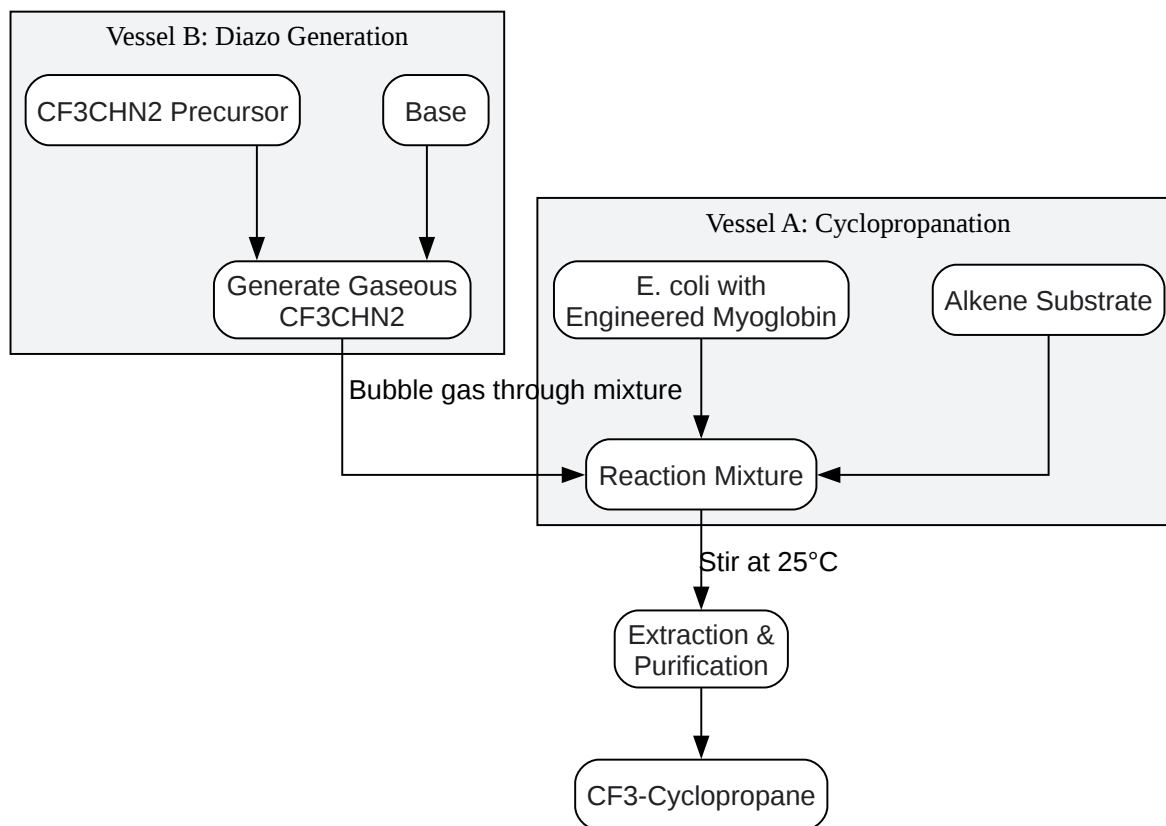 Vessel B: Diazo Generation
CF3CHN2 Precursor
Base
Generate Gaseous
CF3CHN2
Vessel A: Cyclopropanation
E. coli with
Engineered Myoglobin
Alkene Substrate
Bubble gas through mixture
Reaction Mixture
Stir at 25°C
Extraction &
Purification
CF3-Cyclopropane